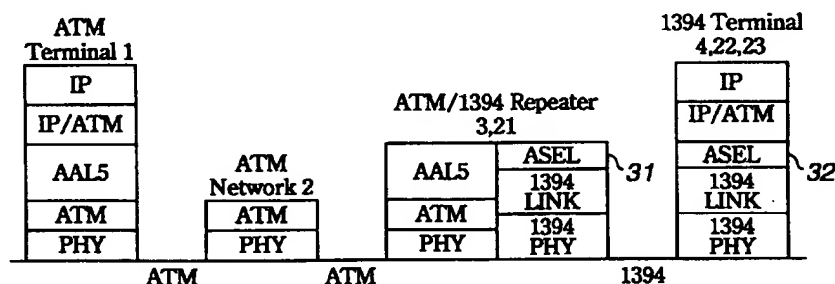 ATM
Terminal 1
IP
IP/ATM
AAL5
ATM
PHY
ATM
Network 2
ATM
PHY
ATM/1394 Repeater
3,21
AAL5
ATM
PHY
ASEL
1394
LINK
1394
PHY
31
1394 Terminal
4,22,23
IP
IP/ATM
ASEL
1394
LINK
1394
PHY
32
ATM
ATM
1394